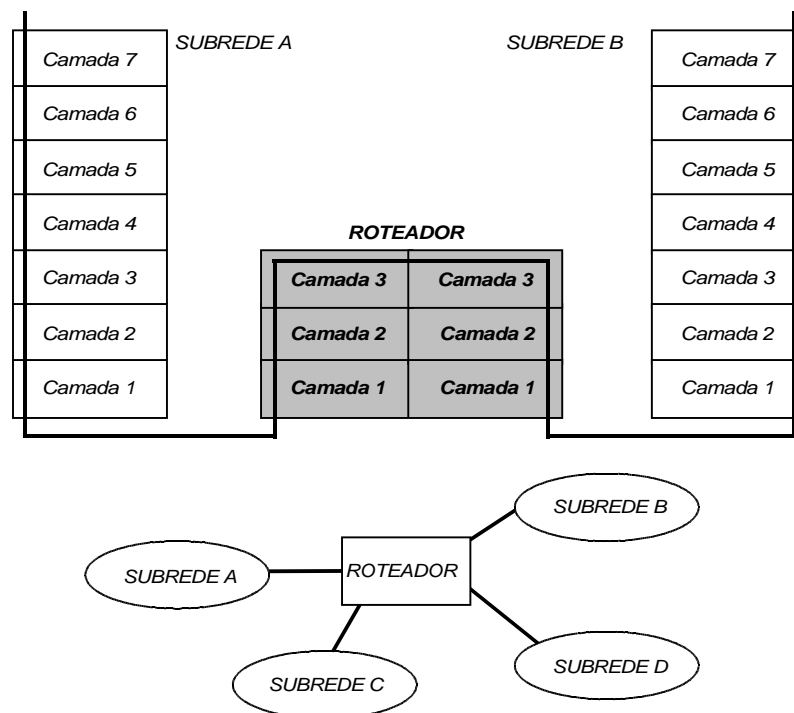 SUBREDE A
SUBREDE B
Camada 7
Camada 7
Camada 6
Camada 6
Camada 5
Camada 5
Camada 4
Camada 4
ROTEADOR
Camada 3
Camada 3
Camada 3
Camada 3
Camada 2
Camada 2
Camada 2
Camada 2
Camada 1
Camada 1
Camada 1
Camada 1
SUBREDE B
SUBREDE A
ROTEADOR
SUBREDE D
SUBREDE C